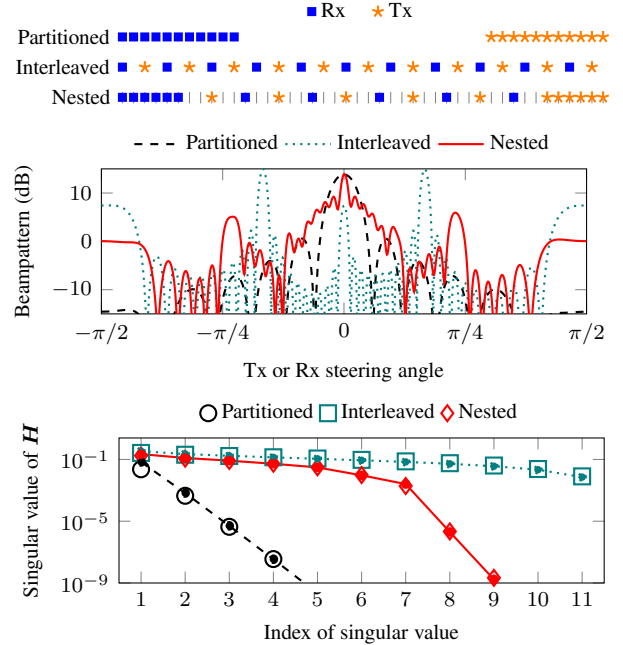 Rx Tx
Partitioned
Interleaved
Nested
Partitioned Interleaved Nested
Beampattern (dB)
10
0
−10
−π/2 −π/4 0 π/4 π/2
Tx or Rx steering angle
Partitioned Interleaved Nested
Singular value of H
10⁻¹
10⁻⁵
10⁻⁹
1 2 3 4 5 6 7 8 9 10 11
Index of singular value